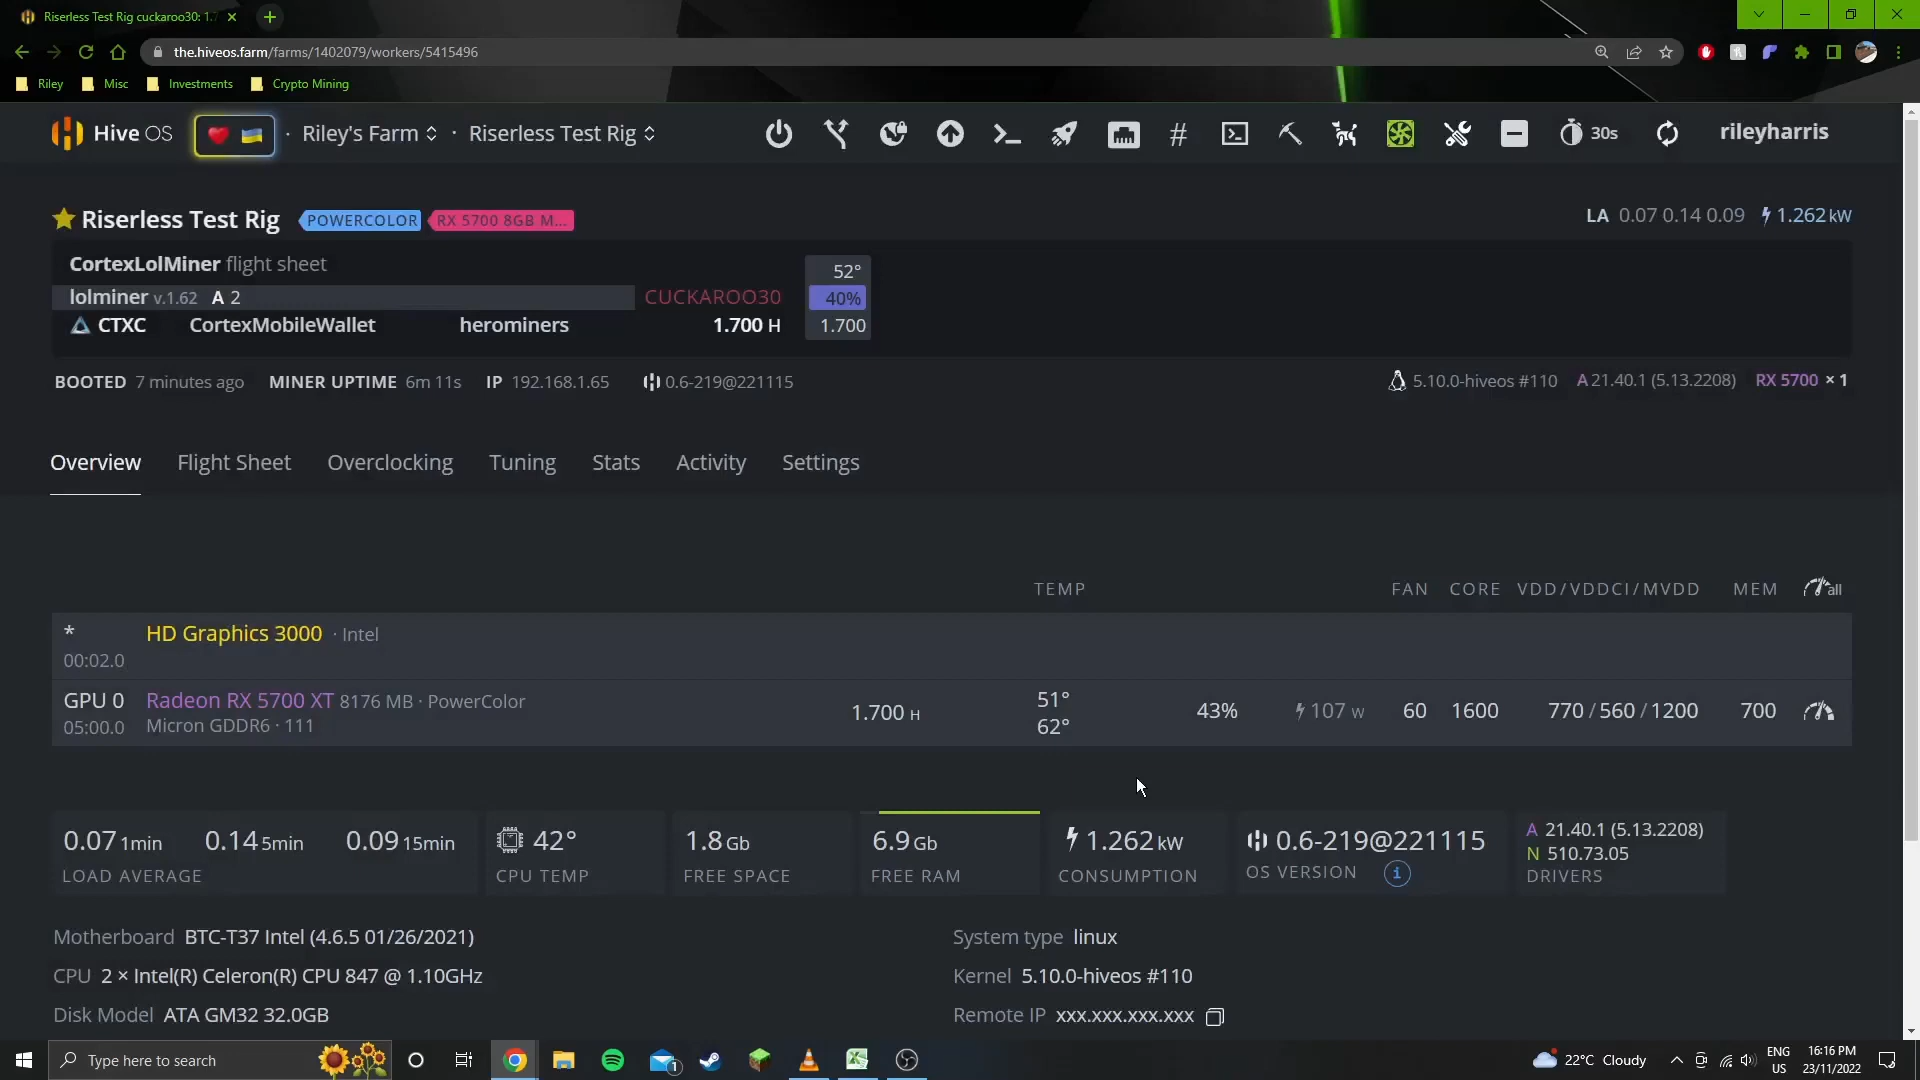 Riserless Test Rig cuckaroo30: 1.7
the.hiveos.farm/farms/1402079/workers/5415496
Riley Misc Investments Crypto Mining
Hive OS · Riley's Farm · Riserless Test Rig 30s rileyharris
Riserless Test Rig POWERCOLOR RX 5700 8GB M... LA 0.07 0.14 0.09 1.262 kW
CortexLolMiner flight sheet 52°
lolminer v.1.62 A 2 CUCKAROO30 40%
CTXC CortexMobileWallet herominers 1.700 H 1.700
BOOTED 7 minutes ago MINER UPTIME 6m 11s IP 192.168.1.65 0.6-219@221115 5.10.0-hiveos #110 A 21.40.1 (5.13.2208) RX 5700 × 1
Overview Flight Sheet Overclocking Tuning Stats Activity Settings
TEMP FAN CORE VDD/VDDCI/MVDD MEM all
* HD Graphics 3000 · Intel
00:02.0
GPU 0 Radeon RX 5700 XT 8176 MB · PowerColor 1.700 H 51° 43% 107 W 60 1600 770 / 560 / 1200 700
05:00.0 Micron GDDR6 · 111 62°
0.07 1min 0.14 5min 0.09 15min 42° 1.8 Gb 6.9 Gb 1.262 kW 0.6-219@221115 A 21.40.1 (5.13.2208)
N 510.73.05
LOAD AVERAGE CPU TEMP FREE SPACE FREE RAM CONSUMPTION OS VERSION i DRIVERS
Motherboard BTC-T37 Intel (4.6.5 01/26/2021) System type linux
CPU 2 × Intel(R) Celeron(R) CPU 847 @ 1.10GHz Kernel 5.10.0-hiveos #110
Disk Model ATA GM32 32.0GB Remote IP xxx.xxx.xxx.xxx
Type here to search 1 22°C Cloudy ENG US 16:16 PM 23/11/2022